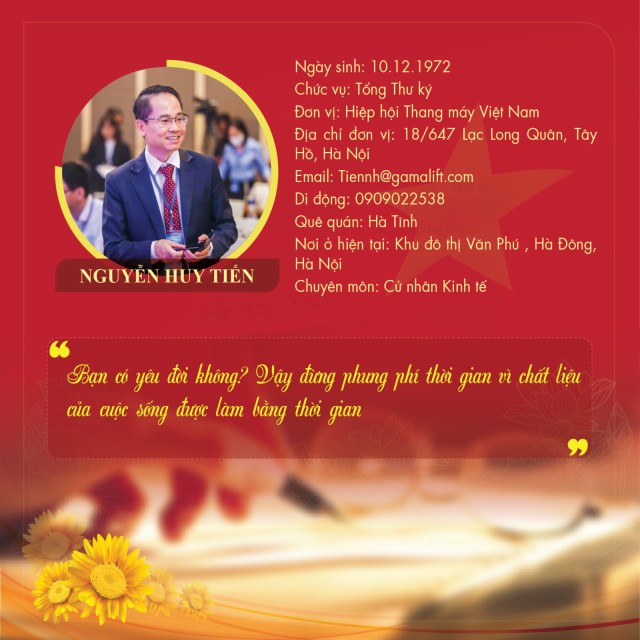 Ngày sinh: 10.12.1972
Chức vụ: Tổng Thư ký
Đơn vị: Hiệp hội Thang máy Việt Nam
Địa chỉ đơn vị: 18/647 Lạc Long Quân, Tây
Hồ, Hà Nội
Email: Tiennh@gamalift.com
Di động: 0909022538
Quê quán: Hà Tĩnh
Nơi ở hiện tại: Khu đô thị Văn Phú , Hà Đông,
Hà Nội
Chuyên môn: Cử nhân Kinh tế
NGUYỄN HUY TIẾN
❝
Bạn có yêu đời không? Vậy đừng phung phí thời gian vì chất liệu
của cuộc sống được làm bằng thời gian
❞